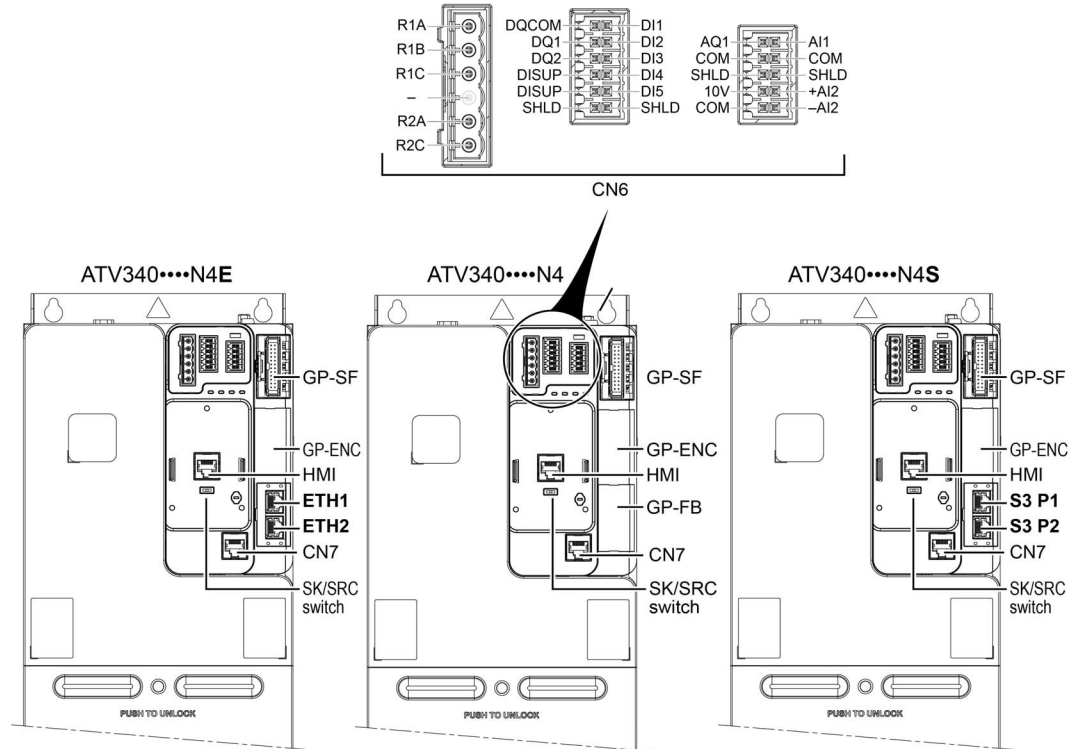 R1A
R1B
R1C
–
R2A
R2C
DQCOM DI1
DQ1 DI2
DQ2 DI3
DISUP DI4
DISUP DI5
SHLD SHLD
AQ1 AI1
COM COM
SHLD SHLD
10V +AI2
COM –AI2
CN6
ATV340••••N4E
GP-SF
GP-ENC
HMI
ETH1
ETH2
CN7
SK/SRC
switch
PUSH TO UNLOCK
ATV340••••N4
GP-SF
GP-ENC
HMI
GP-FB
CN7
SK/SRC
switch
PUSH TO UNLOCK
ATV340••••N4S
GP-SF
GP-ENC
HMI
S3 P1
S3 P2
CN7
SK/SRC
switch
PUSH TO UNLOCK